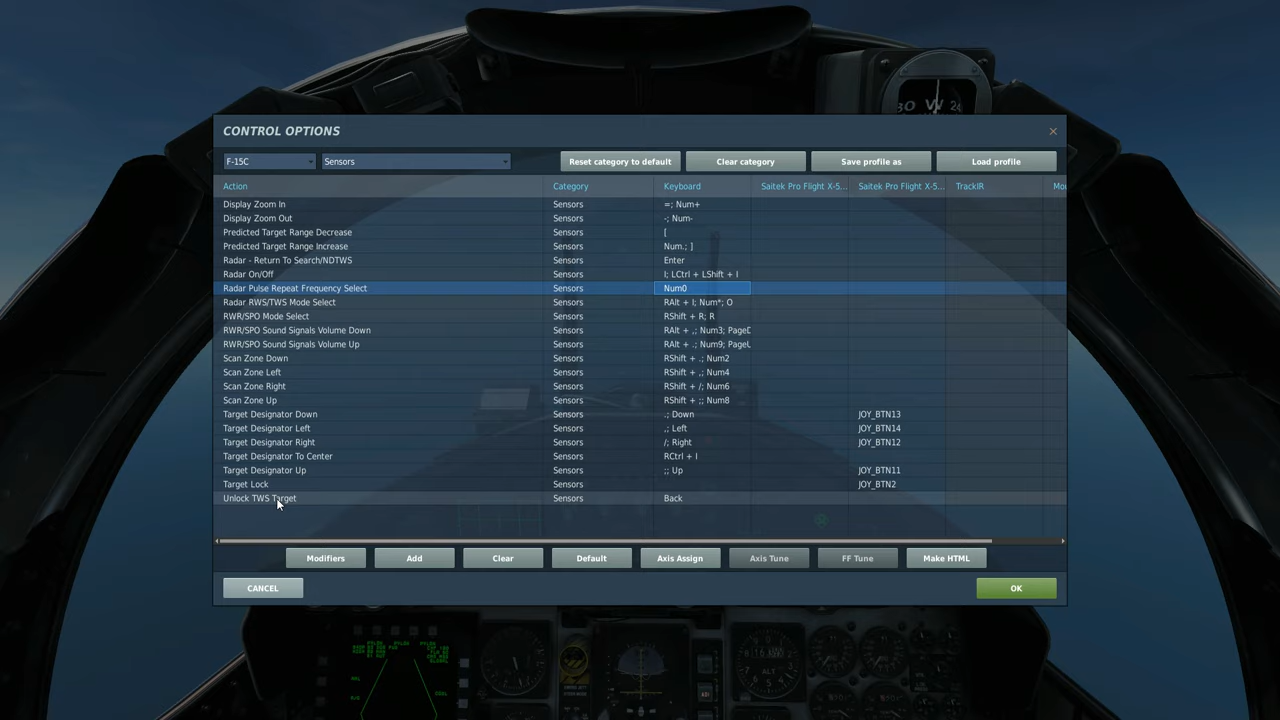 30 W 24
CONTROL OPTIONS
F-15C Sensors Reset category to default Clear category Save profile as Load profile
Action Category Keyboard Saitek Pro Flight X-5... Saitek Pro Flight X-5... TrackIR Mou
Display Zoom In Sensors =; Num+
Display Zoom Out Sensors -; Num-
Predicted Target Range Decrease Sensors [
Predicted Target Range Increase Sensors Num.; ]
Radar - Return To Search/NDTWS Sensors Enter
Radar On/Off Sensors I; LCtrl + LShift + I
Radar Pulse Repeat Frequency Select Sensors Num0
Radar RWS/TWS Mode Select Sensors RAlt + I; Num*; O
RWR/SPO Mode Select Sensors RShift + R; R
RWR/SPO Sound Signals Volume Down Sensors RAlt + ,; Num3; PageD
RWR/SPO Sound Signals Volume Up Sensors RAlt + .; Num9; PageU
Scan Zone Down Sensors RShift + .; Num2
Scan Zone Left Sensors RShift + ,; Num4
Scan Zone Right Sensors RShift + /; Num6
Scan Zone Up Sensors RShift + ;; Num8
Target Designator Down Sensors .; Down JOY_BTN13
Target Designator Left Sensors ,; Left JOY_BTN14
Target Designator Right Sensors /; Right JOY_BTN12
Target Designator To Center Sensors RCtrl + I
Target Designator Up Sensors ;; Up JOY_BTN11
Target Lock Sensors JOY_BTN2
Unlock TWS Target Sensors Back
Modifiers Add Clear Default Axis Assign Axis Tune FF Tune Make HTML
CANCEL OK